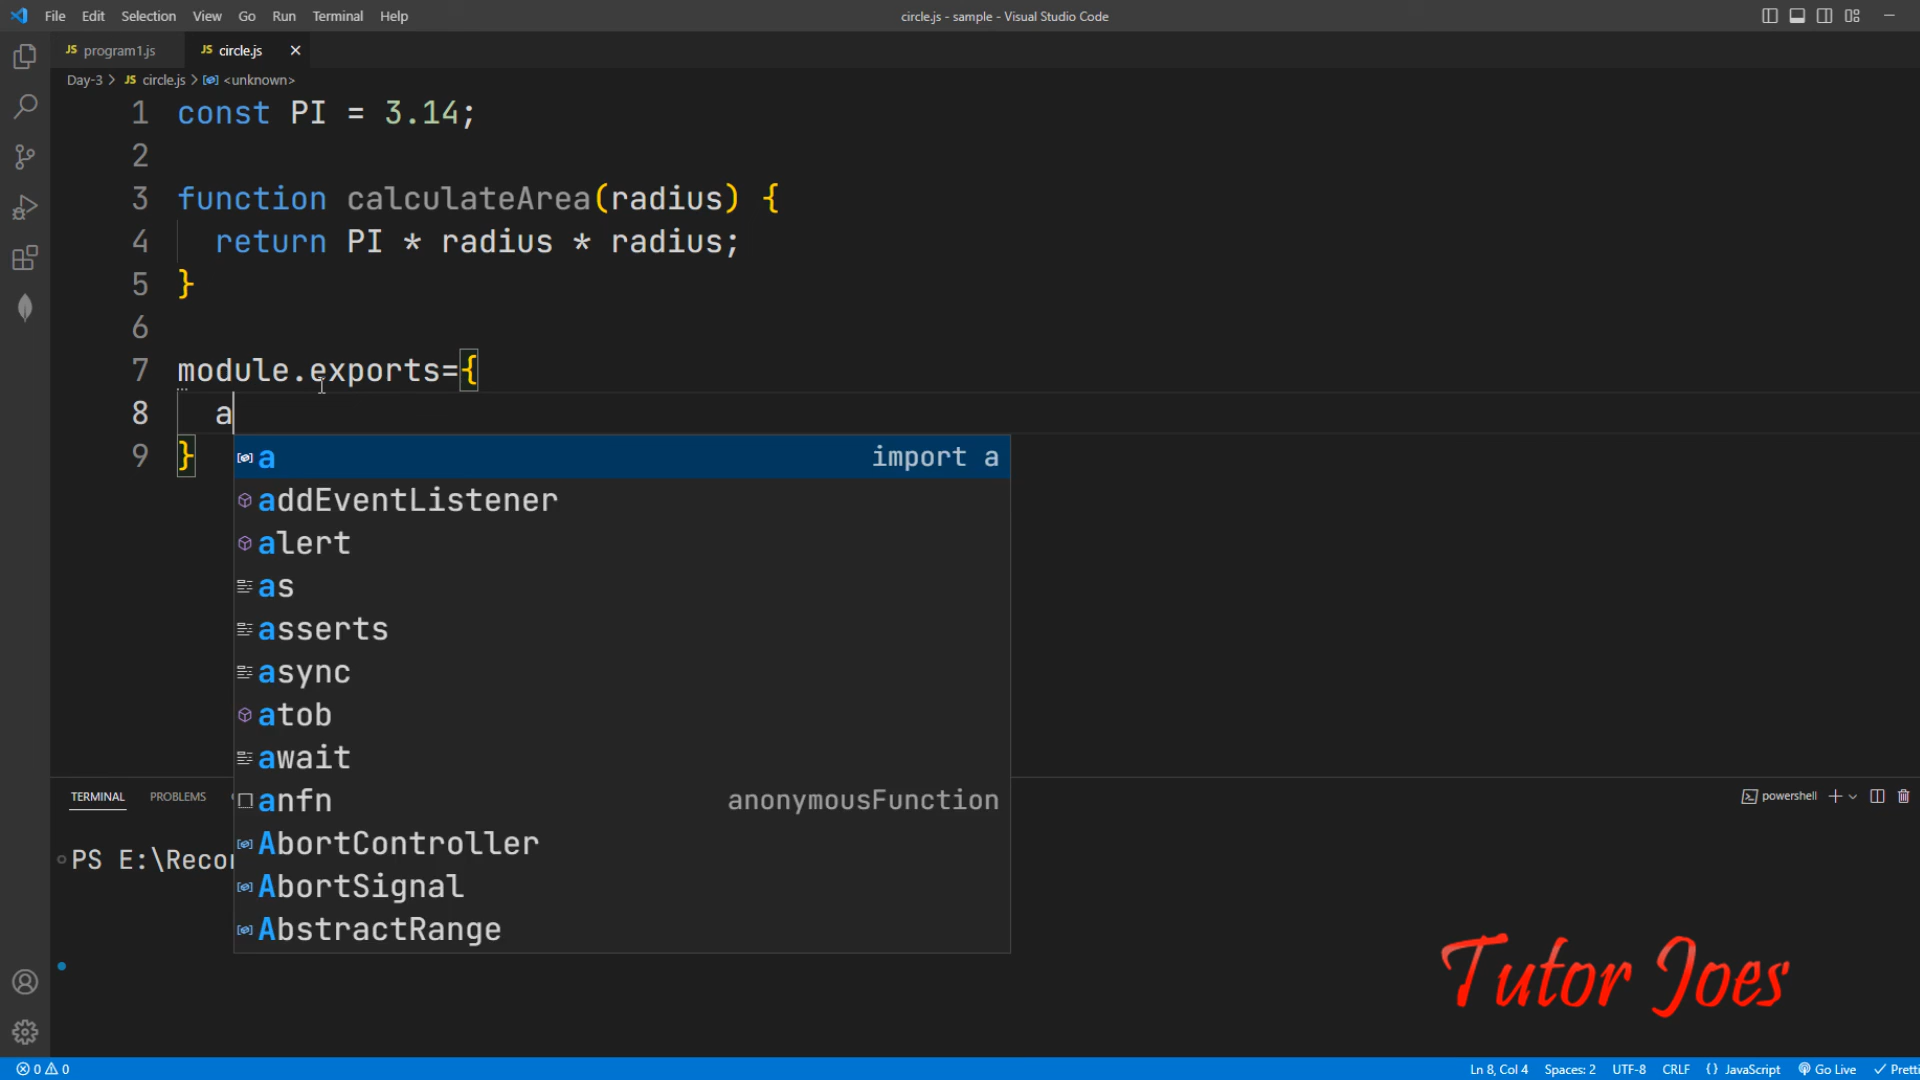 File Edit Selection View Go Run Terminal Help
circle.js - sample - Visual Studio Code
JS program1.js JS circle.js ×
Day-3 > JS circle.js > <unknown>
1 const PI = 3.14;
2
3 function calculateArea(radius) {
4 return PI * radius * radius;
5 }
6
7 module.exports={
8 a
9 }
a import a
addEventListener
alert
as
asserts
async
atob
await
anfn anonymousFunction
AbortController
AbortSignal
AbstractRange
TERMINAL PROBLEMS
powershell
PS E:\Recor
Tutor Joes
0 0
Ln 8, Col 4 Spaces: 2 UTF-8 CRLF {} JavaScript Go Live Pretti